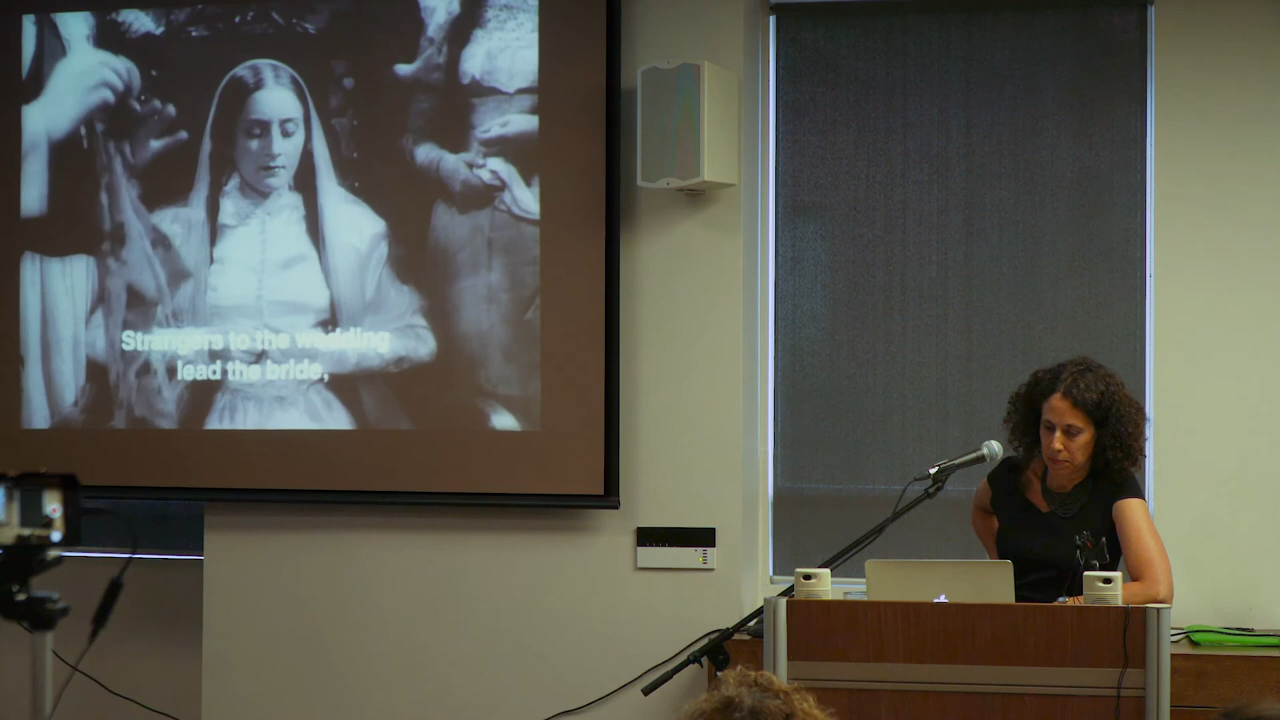 Strangers to the wedding
lead the bride,